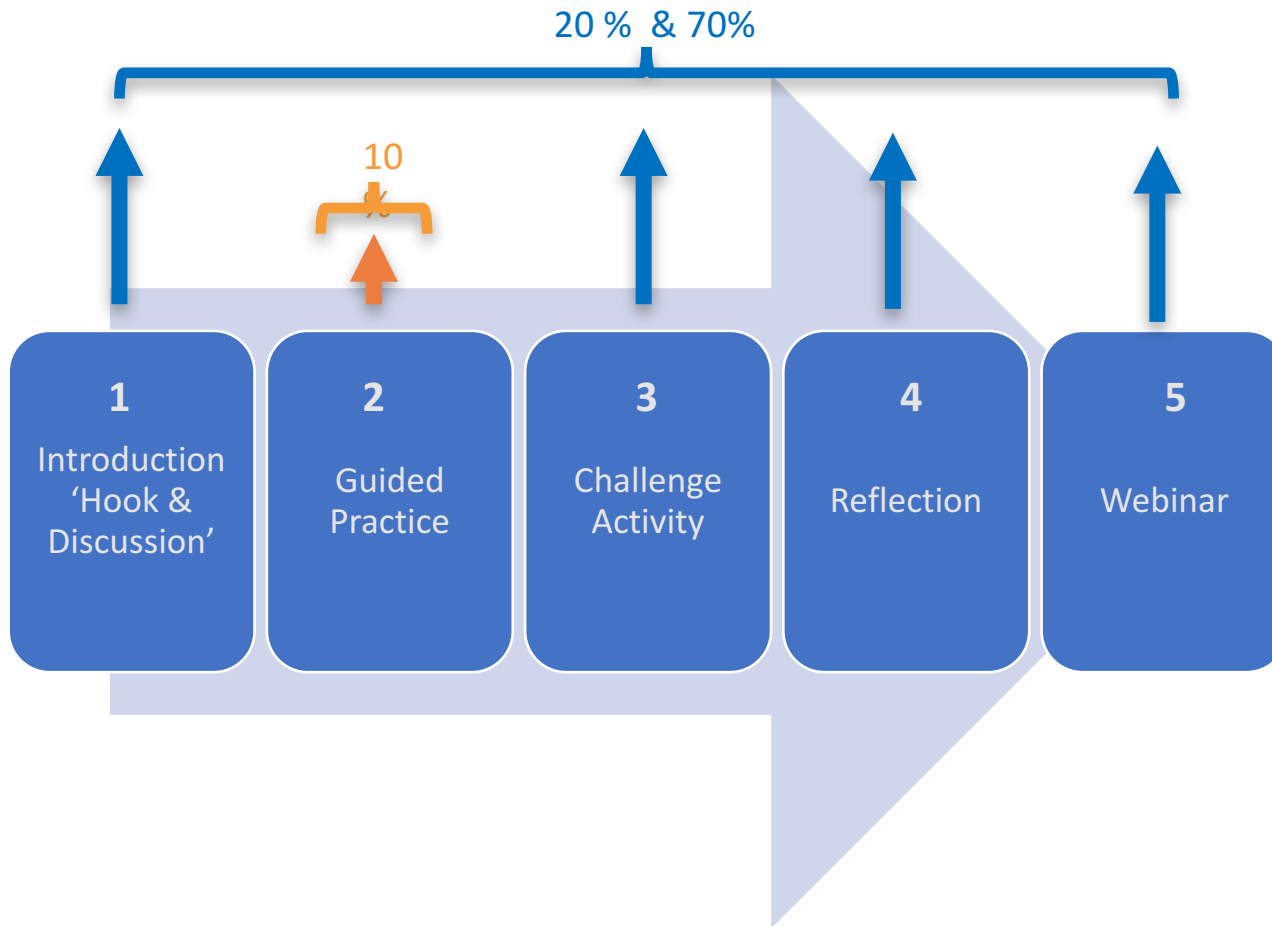 20 % & 70%
10
%
1
Introduction
‘Hook &
Discussion’
2
Guided
Practice
3
Challenge
Activity
4
Reflection
5
Webinar